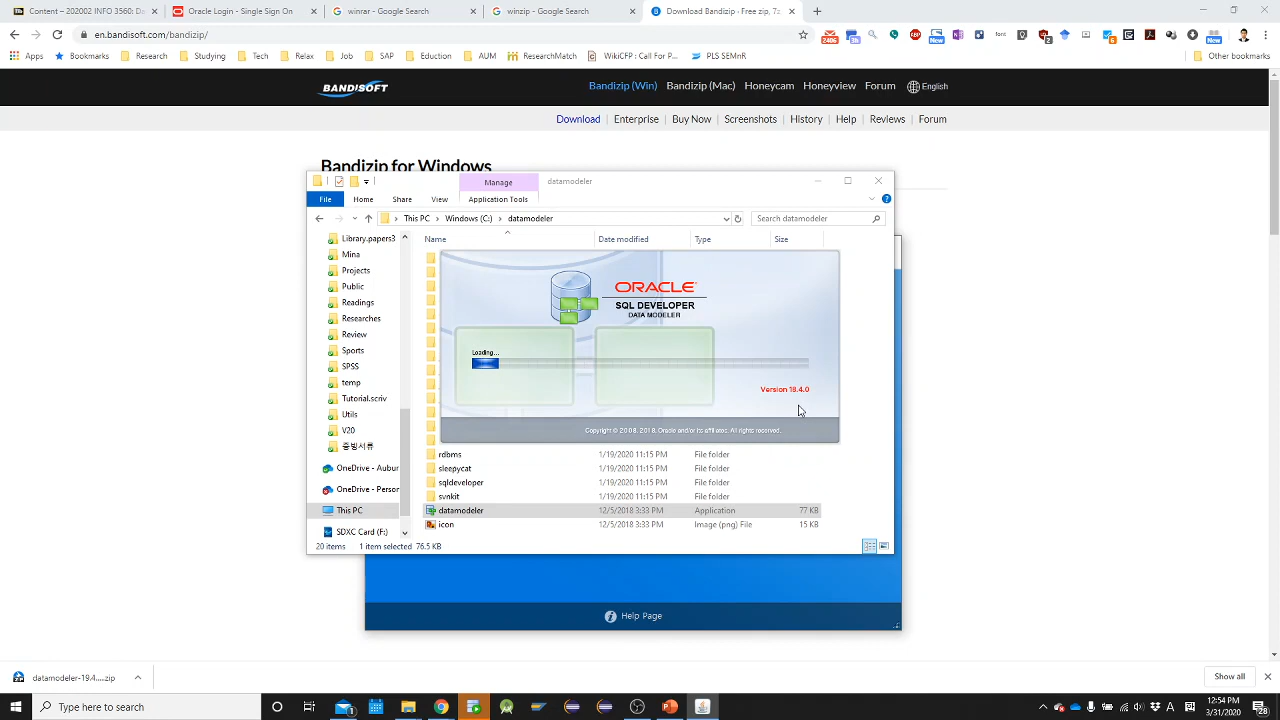 Content – 202002 INFO 3560: Da
Oracle Login - Single Sign On
winrar - Google Search
winzip - Google Search
Download Bandizip - Free zip, 7z
en.bandisoft.com/bandizip/
2406
Apps
Bookmarks
Research
Studying
Tech
Relax
Job
SAP
Eduction
AUM
ResearchMatch
WikiCFP : Call For P...
PLS SEMnR
Other bookmarks
BANDISOFT
Bandizip (Win)
Bandizip (Mac)
Honeycam
Honeyview
Forum
English
Download
Enterprise
Buy Now
Screenshots
History
Help
Reviews
Forum
Bandizip for Windows
Manage
datamodeler
File
Home
Share
View
Application Tools
This PC
Windows (C:)
datamodeler
Search datamodeler
Library.papers3
Mina
Projects
Public
Readings
Researches
Review
Sports
SPSS
temp
Tutorial.scriv
Utils
V20
증빙서류
OneDrive - Aubur
OneDrive - Person
This PC
SDXC Card (F:)
Name
Date modified
Type
Size
ORACLE
SQL DEVELOPER
DATA MODELER
Loading...
Version 18.4.0
Copyright © 2008, 2018, Oracle and/or its affiliates. All rights reserved.
rdbms 1/19/2020 11:15 PM File folder
sleepycat 1/19/2020 11:15 PM File folder
sqldeveloper 1/19/2020 11:15 PM File folder
svnkit 1/19/2020 11:15 PM File folder
datamodeler 12/5/2018 3:33 PM Application 77 KB
icon 12/5/2018 3:33 PM Image (png) File 15 KB
20 items 1 item selected 76.5 KB
Help Page
datamodeler-19.4....zip
Show all
Type here to search
12:54 PM
3/31/2020